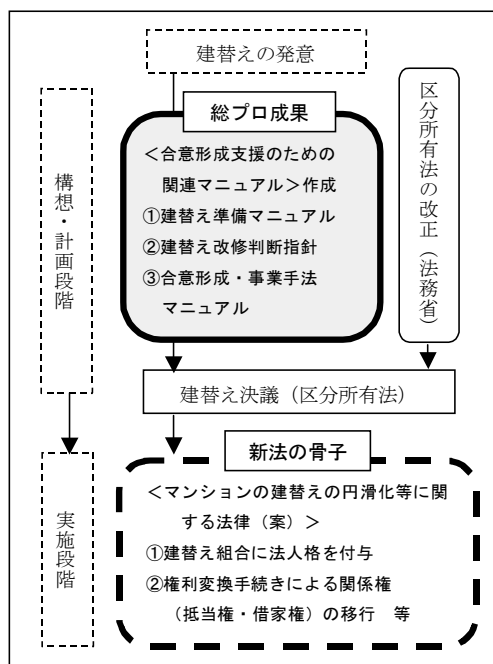 建替えの発意
総プロ成果
＜合意形成支援のための
関連マニュアル＞作成
①建替え準備マニュアル
②建替え改修判断指針
③合意形成・事業手法
マニュアル
構想・計画段階
区分所有法の改正（法務省）
建替え決議（区分所有法）
新法の骨子
＜マンションの建替えの円滑化等に関
する法律（案）＞
①建替え組合に法人格を付与
②権利変換手続きによる関係権
（抵当権・借家権）の移行　等
実施段階